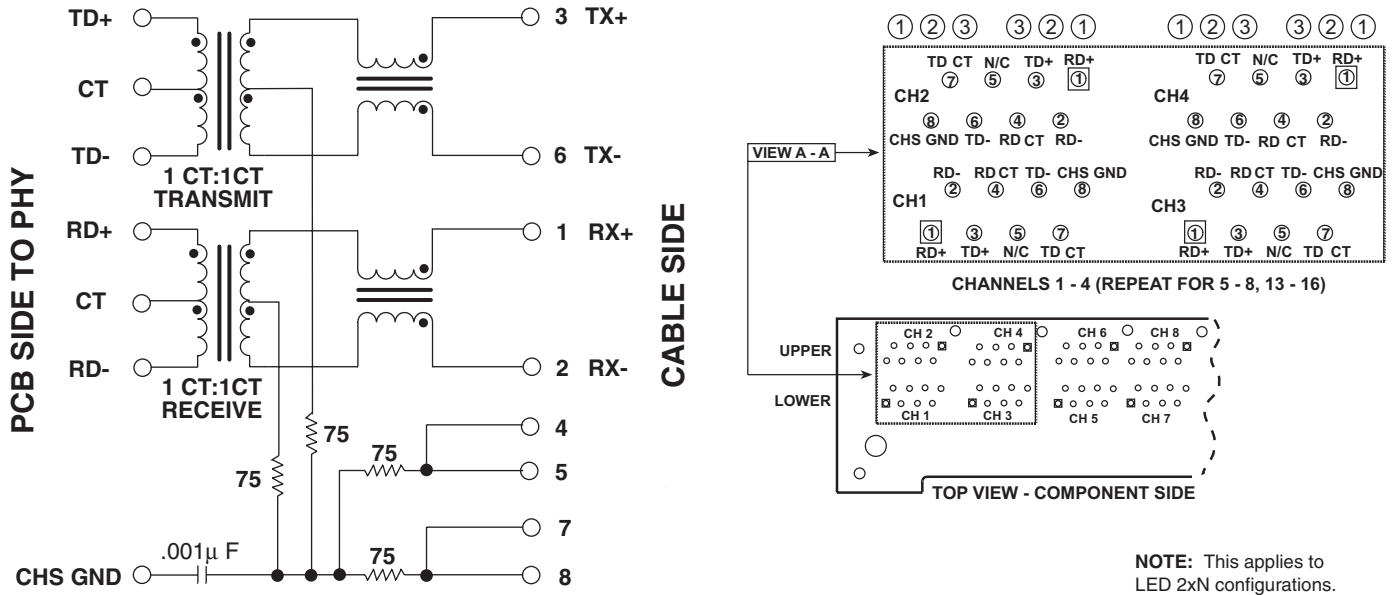 PCB SIDE TO PHY
TD+
CT
TD-
1 CT:1CT
TRANSMIT
RD+
CT
RD-
1 CT:1CT
RECEIVE
3 TX+
6 TX-
1 RX+
2 RX-
75
75
75
75
4
5
7
8
.001µ F
CHS GND
CABLE SIDE
1 2 3 3 2 1 1 2 3 3 2 1
TD CT N/C TD+ RD+
7 5 3 1
CH2
8 6 4 2
CHS GND TD- RD CT RD-
TD CT N/C TD+ RD+
7 5 3 1
CH4
8 6 4 2
CHS GND TD- RD CT RD-
VIEW A - A
RD- RD CT TD- CHS GND
2 4 6 8
CH1
1 3 5 7
RD+ TD+ N/C TD CT
RD- RD CT TD- CHS GND
2 4 6 8
CH3
1 3 5 7
RD+ TD+ N/C TD CT
CHANNELS 1 - 4 (REPEAT FOR 5 - 8, 13 - 16)
UPPER
LOWER
CH 2 CH 4 CH 6 CH 8
CH 1 CH 3 CH 5 CH 7
TOP VIEW - COMPONENT SIDE
NOTE: This applies to
LED 2xN configurations.